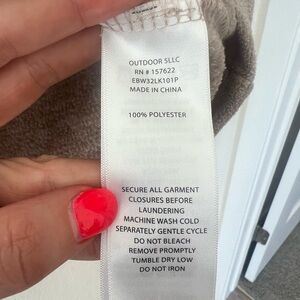 OUTDOOR 5LLC
RN # 157622
EBW32LK101P
MADE IN CHINA
100% POLYESTER
SECURE ALL GARMENT
CLOSURES BEFORE
LAUNDERING
MACHINE WASH COLD
SEPARATELY GENTLE CYCLE
DO NOT BLEACH
REMOVE PROMPTLY
TUMBLE DRY LOW
DO NOT IRON